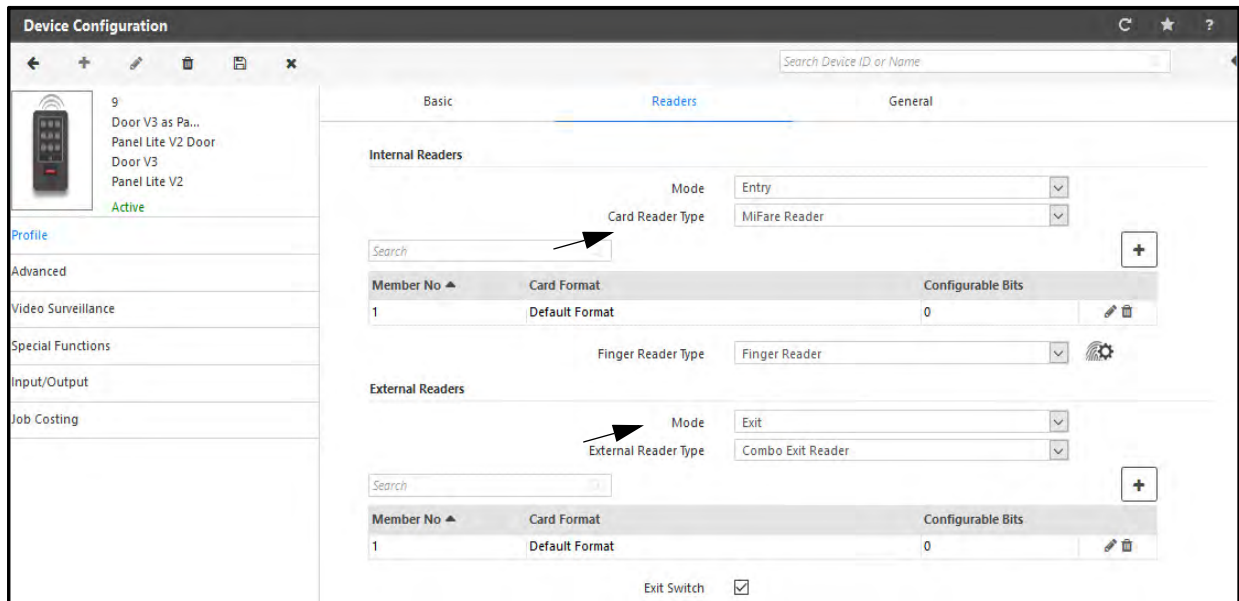 Device Configuration
?
Search Device ID or Name
9
Door V3 as Pa...
Panel Lite V2 Door
Door V3
Panel Lite V2
Active
Profile
Advanced
Video Surveillance
Special Functions
Input/Output
Job Costing
Basic Readers General
Internal Readers
Mode Entry
Card Reader Type MiFare Reader
Search
Member No Card Format Configurable Bits
1 Default Format 0
Finger Reader Type Finger Reader
External Readers
Mode Exit
External Reader Type Combo Exit Reader
Search
Member No Card Format Configurable Bits
1 Default Format 0
Exit Switch